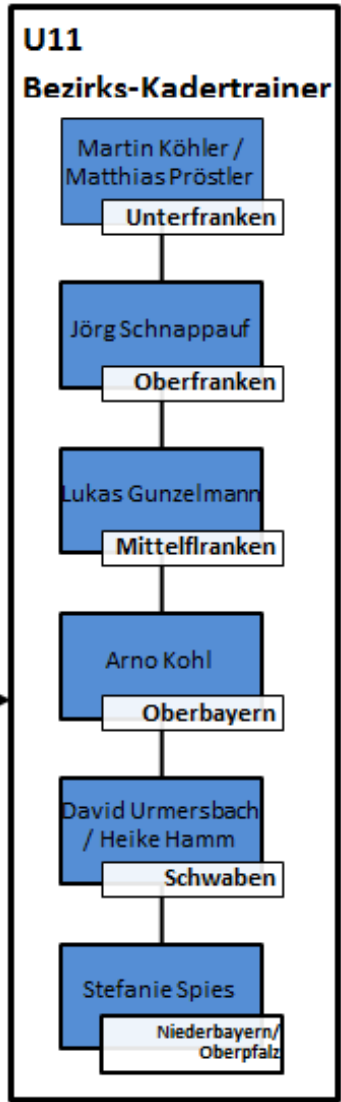 U11
Bezirks-Kadertrainer
Martin Köhler /
Matthias Pröstler
Unterfranken
Jörg Schnappauf
Oberfranken
Lukas Gunzelmann
Mittelflranken
Arno Kohl
Oberbayern
David Urmersbach
/ Heike Hamm
Schwaben
Stefanie Spies
Niederbayern/
Oberpfalz